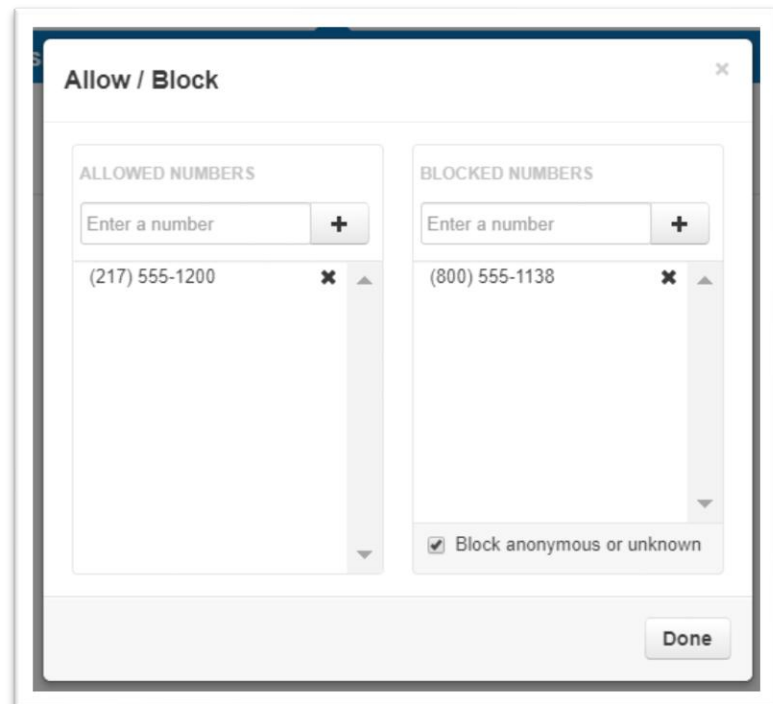 s
Allow / Block
×
ALLOWED NUMBERS
Enter a number
+
(217) 555-1200
✖
BLOCKED NUMBERS
Enter a number
+
(800) 555-1138
✖
Block anonymous or unknown
Done